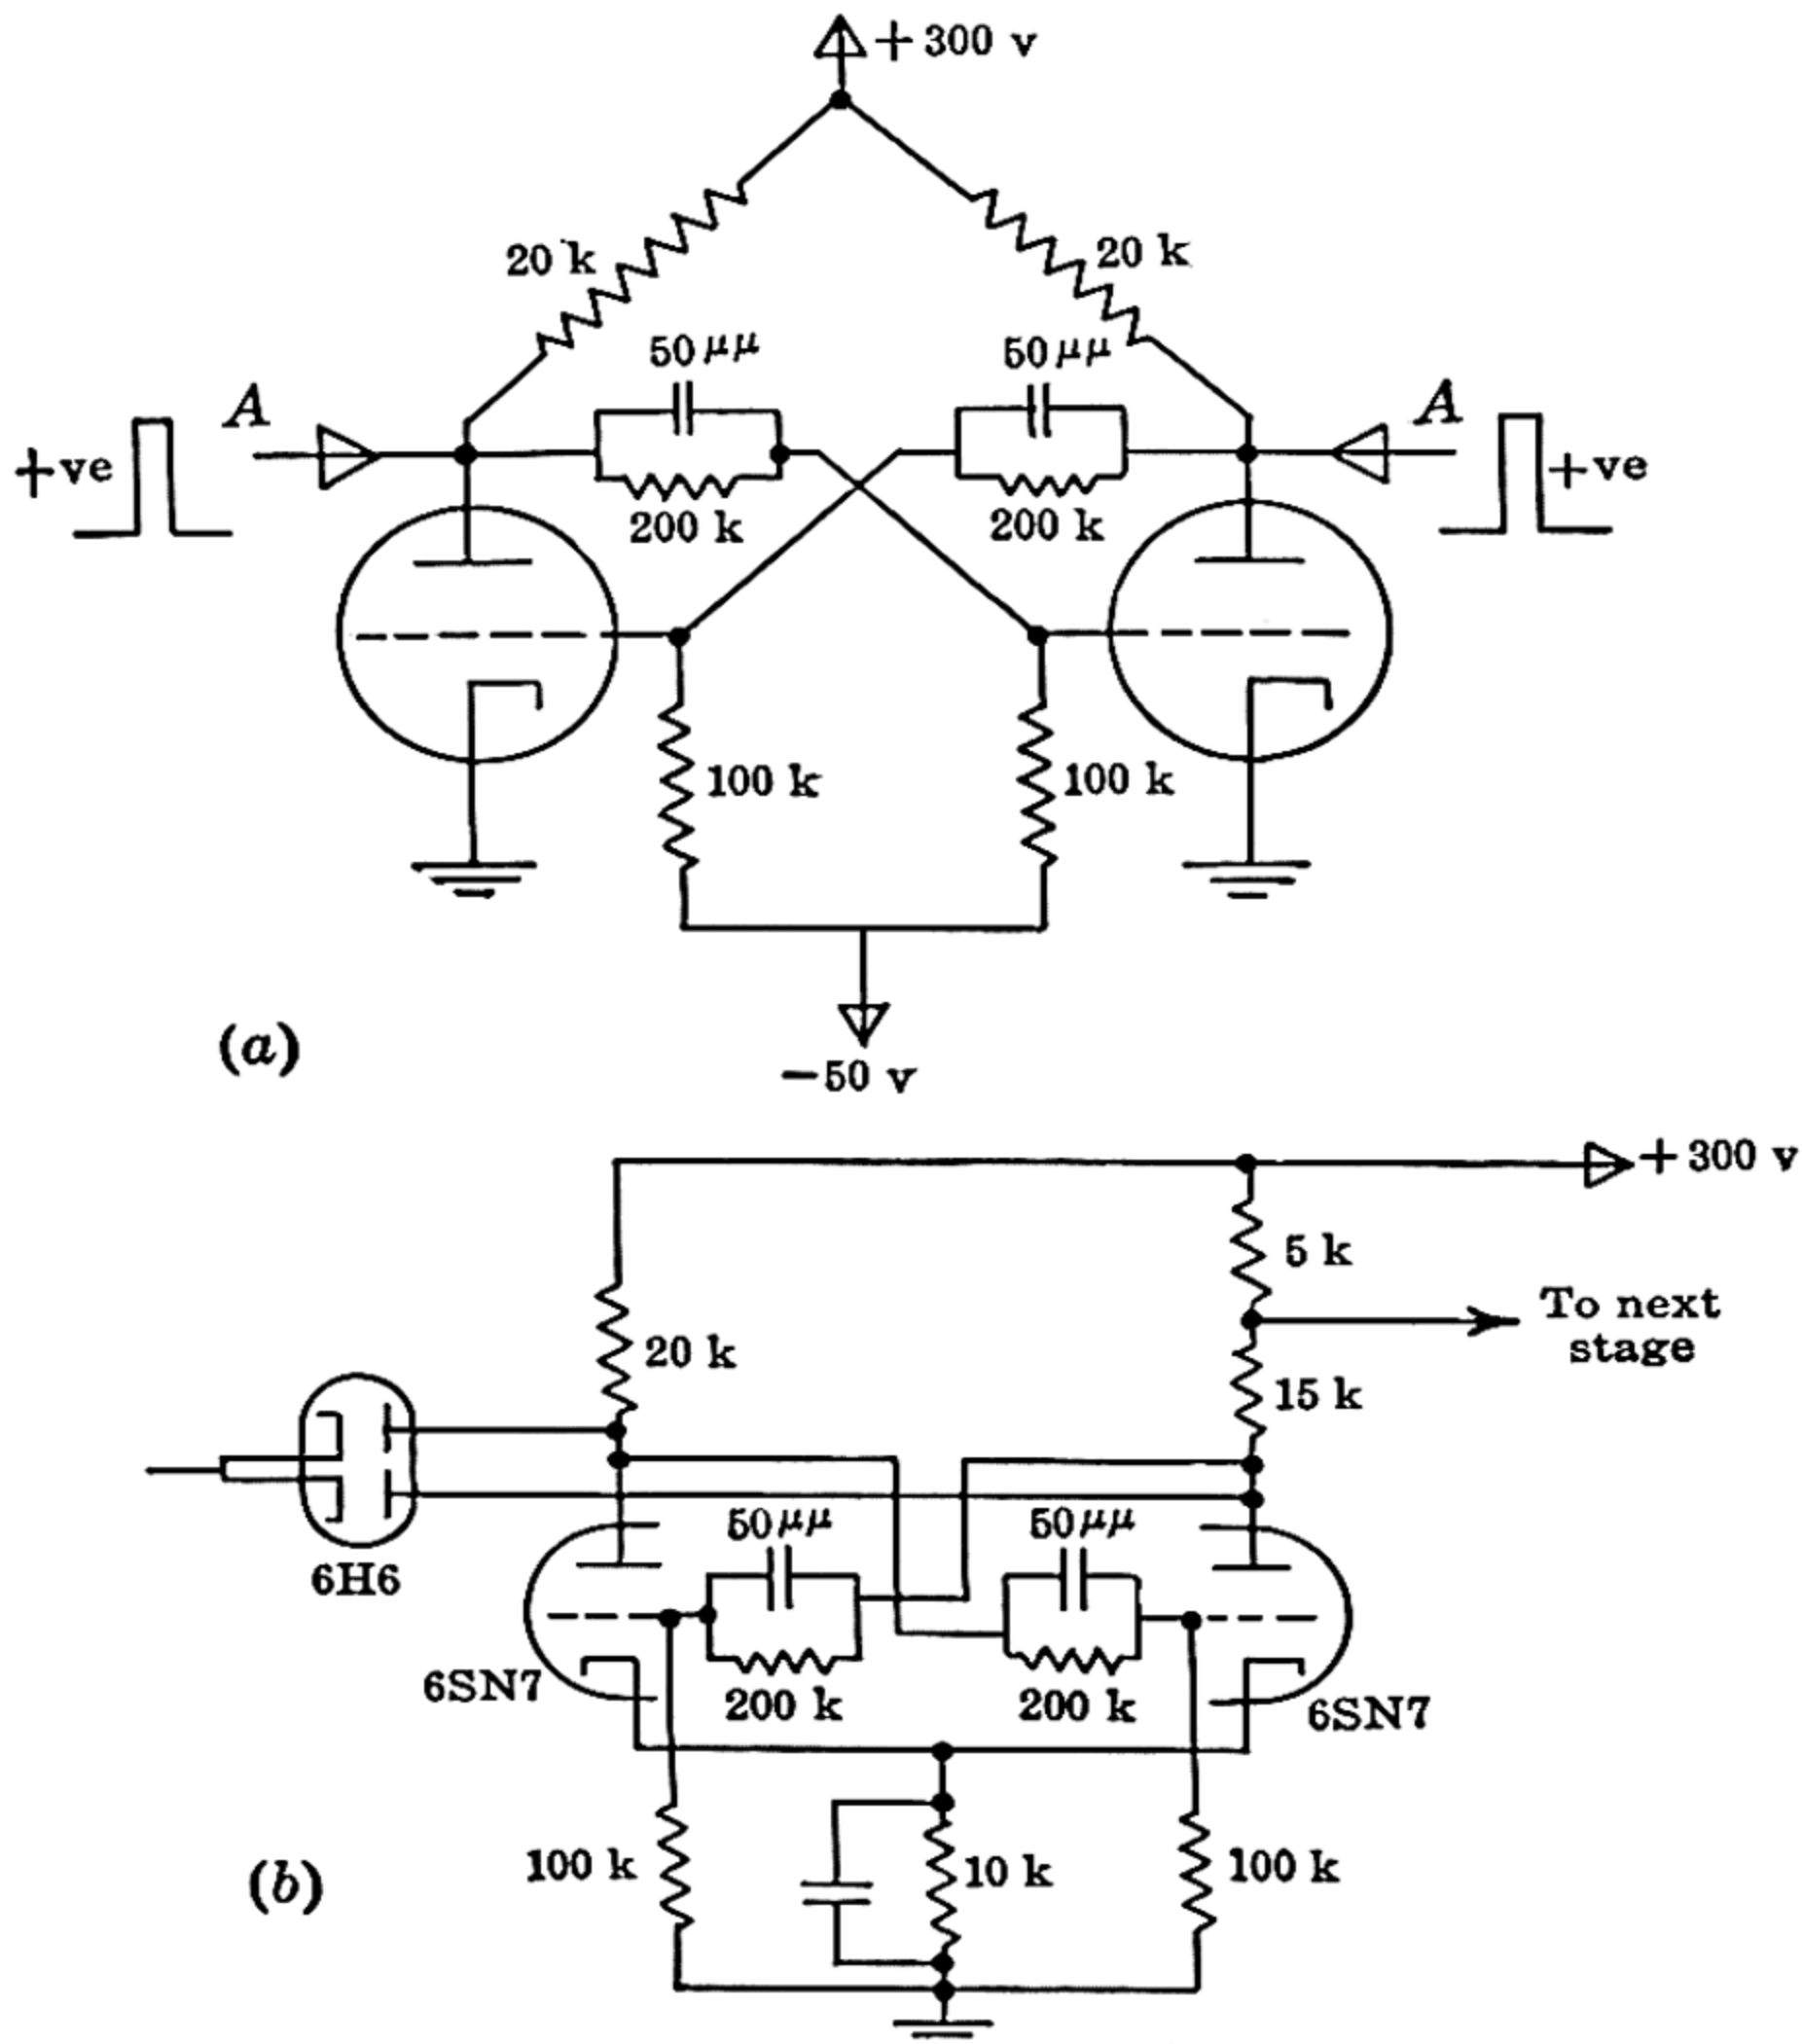 + 300 v
20 k
20 k
50 μμ
50 μμ
A
A
+ve
+ve
200 k
200 k
100 k
100 k
(a)
−50 v
+ 300 v
5 k
To next
stage
20 k
15 k
50 μμ
50 μμ
6H6
6SN7
200 k
200 k
6SN7
100 k
10 k
100 k
(b)